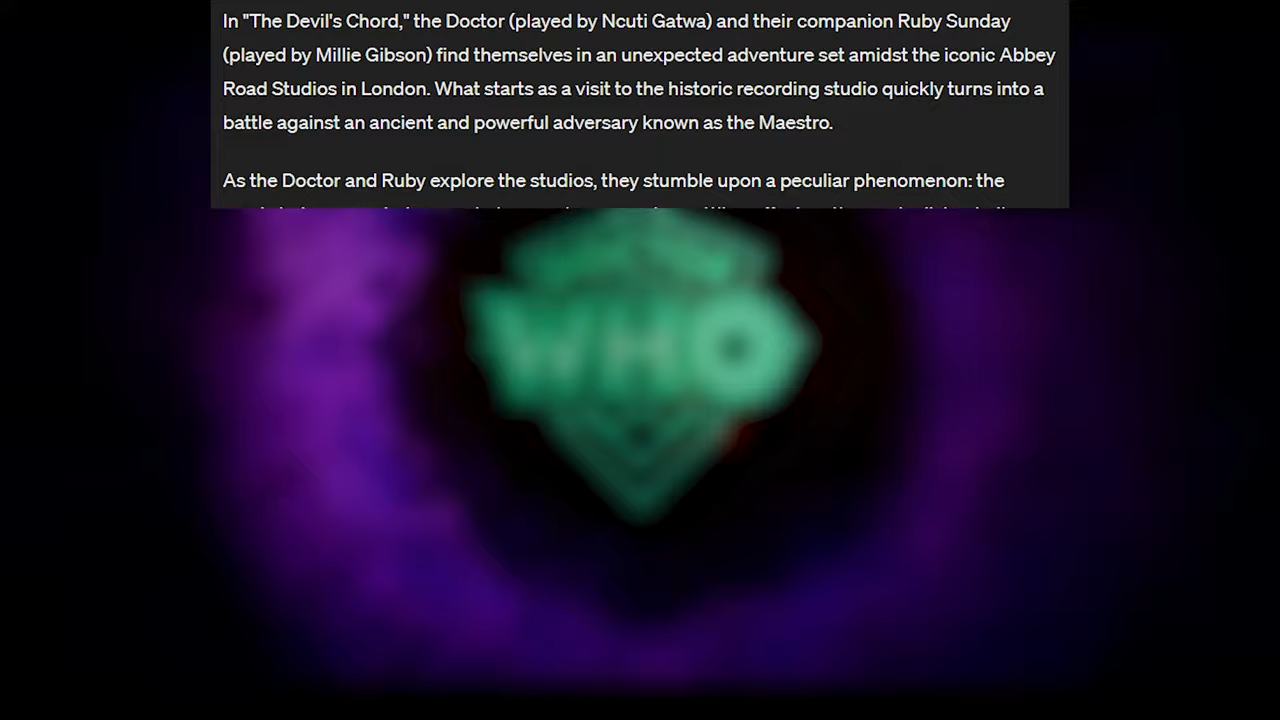 In "The Devil's Chord," the Doctor (played by Ncuti Gatwa) and their companion Ruby Sunday
(played by Millie Gibson) find themselves in an unexpected adventure set amidst the iconic Abbey
Road Studios in London. What starts as a visit to the historic recording studio quickly turns into a
battle against an ancient and powerful adversary known as the Maestro.
As the Doctor and Ruby explore the studios, they stumble upon a peculiar phenomenon: the
WHO